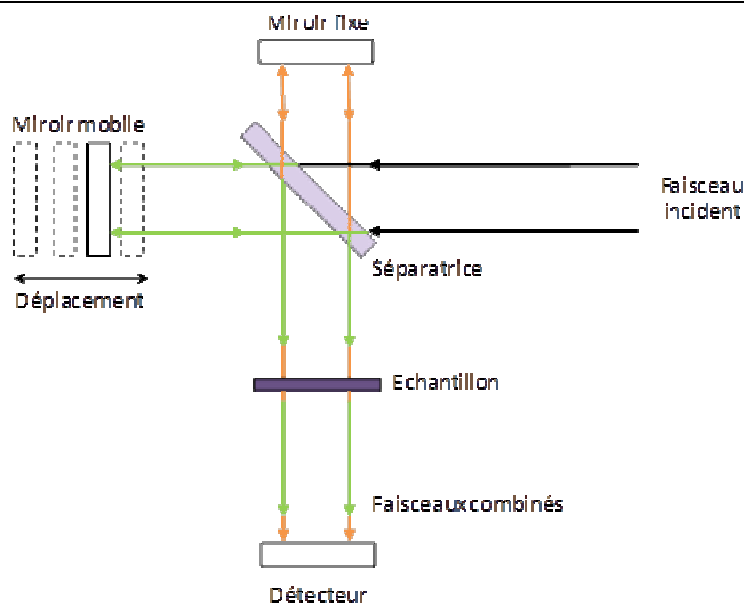 Miroir fixe
Miroir mobile
Faisceau
incident
Séparatrice
Déplacement
Echantillon
Faisceaux combinés
Détecteur